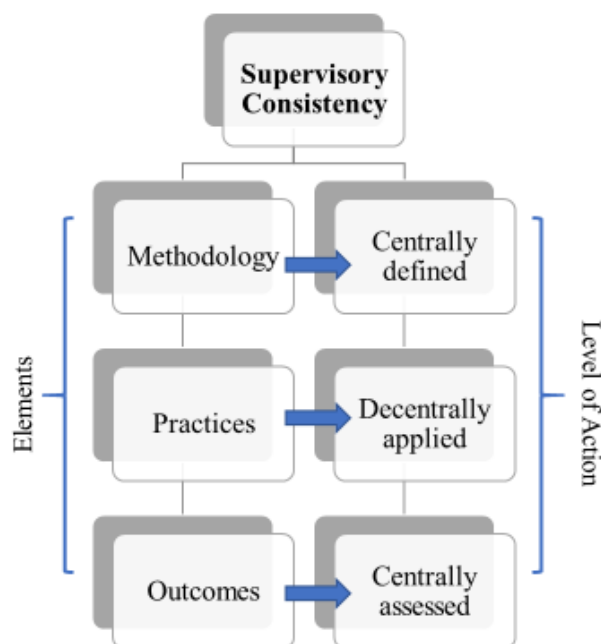 Supervisory
Consistency
Methodology
Centrally
defined
Elements
Practices
Decentrally
applied
Level of Action
Outcomes
Centrally
assessed